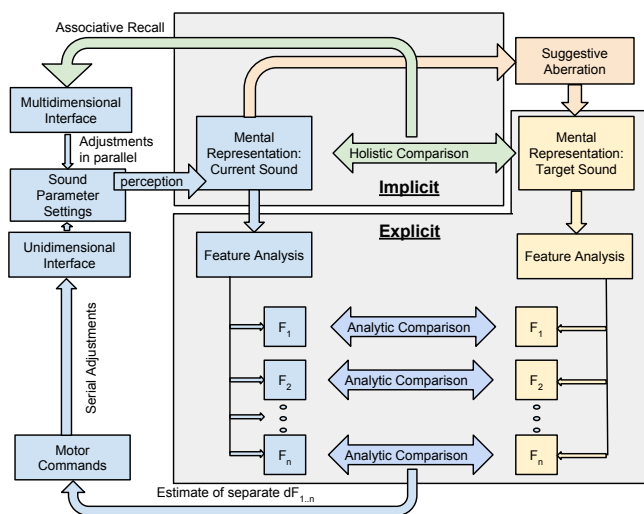 Associative Recall
Suggestive
Aberration
Multidimensional
Interface
Adjustments
in parallel
Mental
Representation:
Current Sound
Holistic Comparison
Mental
Representation:
Target Sound
Sound
Parameter
Settings
perception
Implicit
Explicit
Unidimensional
Interface
Feature Analysis
Feature Analysis
Serial Adjustments
F1
Analytic Comparison
F1
F2
Analytic Comparison
F2
Fn
Analytic Comparison
Fn
Motor
Commands
Estimate of separate dF1..n